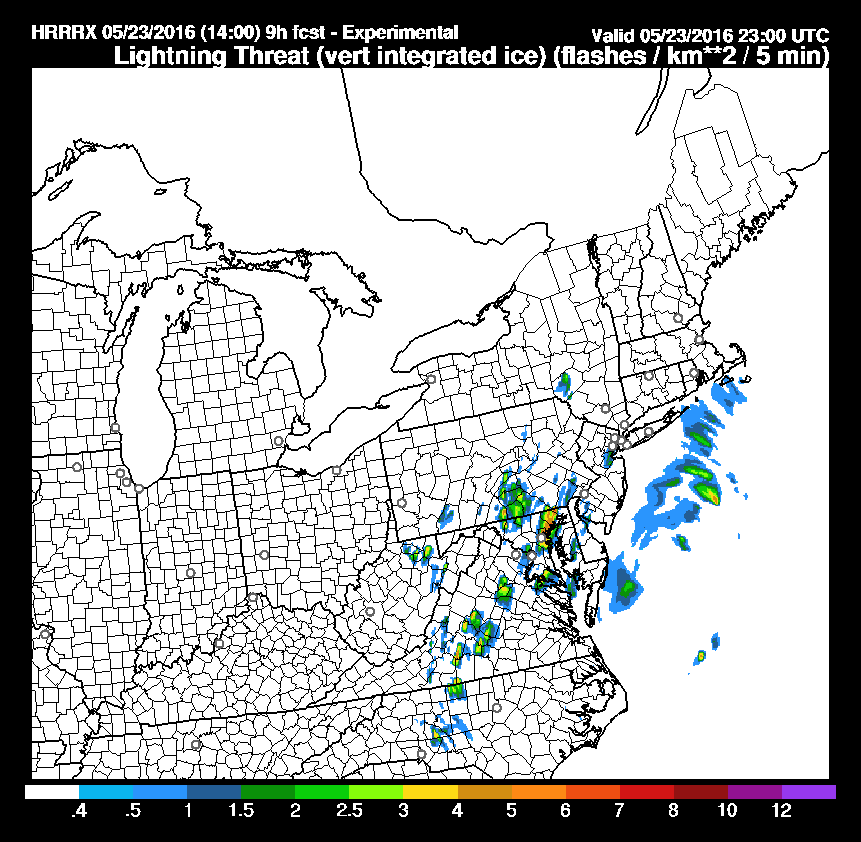 HRRRX 05/23/2016 (14:00) 9h fcst - Experimental
Valid 05/23/2016 23:00 UTC
Lightning Threat (vert integrated ice) (flashes / km**2 / 5 min)
.4 .5 1 1.5 2 2.5 3 4 5 6 7 8 10 12